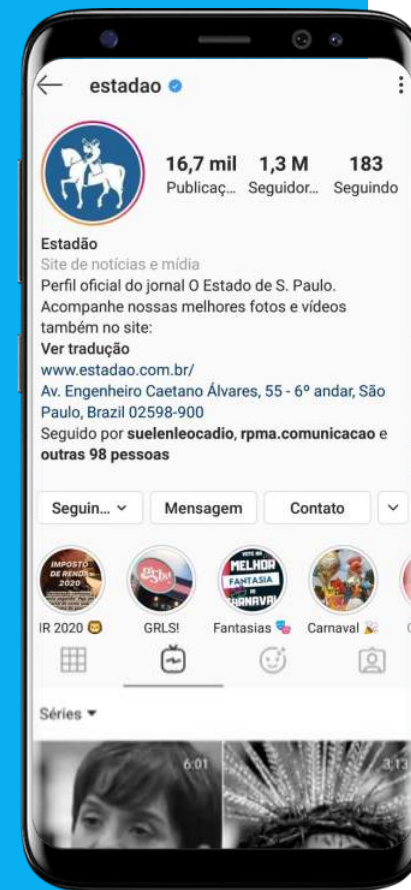 estadao
16,7 mil 1,3 M 183
Publicaç... Seguidor... Seguindo
Estadão
Site de notícias e mídia
Perfil oficial do jornal O Estado de S. Paulo.
Acompanhe nossas melhores fotos e vídeos
também no site:
Ver tradução
www.estadao.com.br/
Av. Engenheiro Caetano Álvares, 55 - 6º andar, São
Paulo, Brazil 02598-900
Seguido por suelenleocadio, rpma.comunicacao e
outras 98 pessoas
Seguin... Mensagem Contato
IMPOSTO
DE RENDA
2020
VOTE NA
MELHOR
FANTASIA
DE
CARNAVAL
IR 2020 🦁 GRLS! Fantasias 🎭 Carnaval 🎉
Séries
6:01 3:13